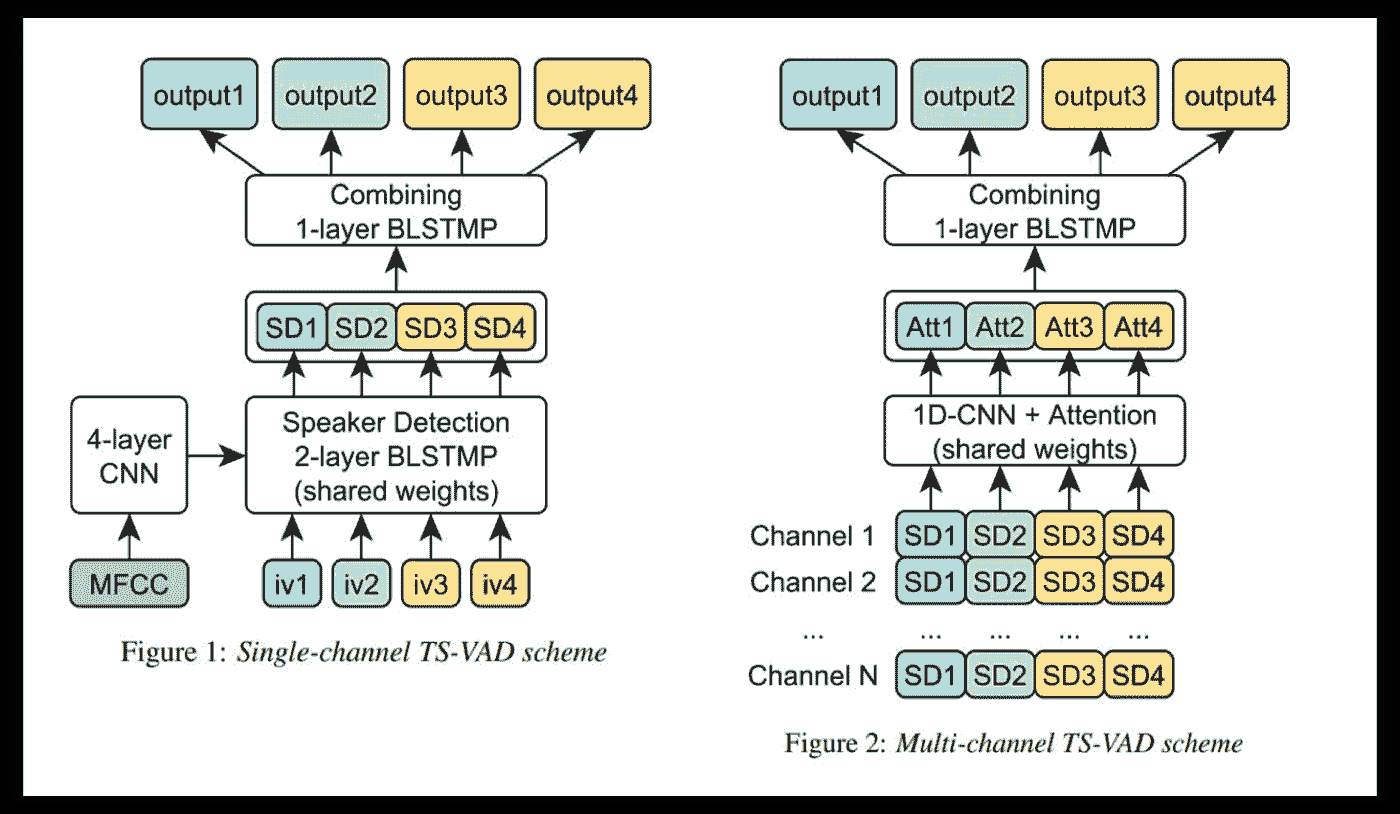 output1 output2 output3 output4
Combining
1-layer BLSTMP
SD1 SD2 SD3 SD4
4-layer
CNN
Speaker Detection
2-layer BLSTMP
(shared weights)
MFCC
iv1 iv2 iv3 iv4
Figure 1: Single-channel TS-VAD scheme
output1 output2 output3 output4
Combining
1-layer BLSTMP
Att1 Att2 Att3 Att4
1D-CNN + Attention
(shared weights)
Channel 1 SD1 SD2 SD3 SD4
Channel 2 SD1 SD2 SD3 SD4
... ... ... ... ...
Channel N SD1 SD2 SD3 SD4
Figure 2: Multi-channel TS-VAD scheme